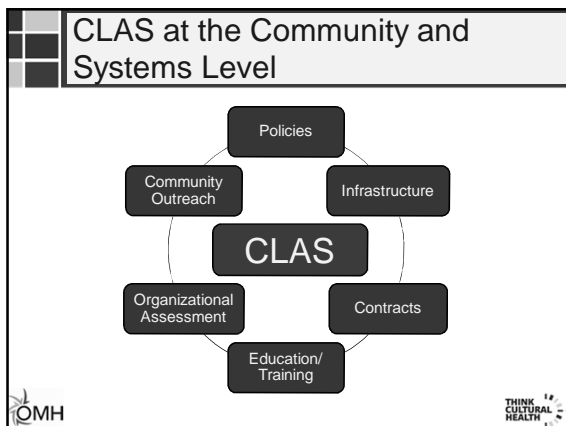 CLAS at the Community and
Systems Level
Policies
Community
Outreach
Infrastructure
CLAS
Organizational
Assessment
Contracts
Education/
Training
OMH
THINK
CULTURAL
HEALTH